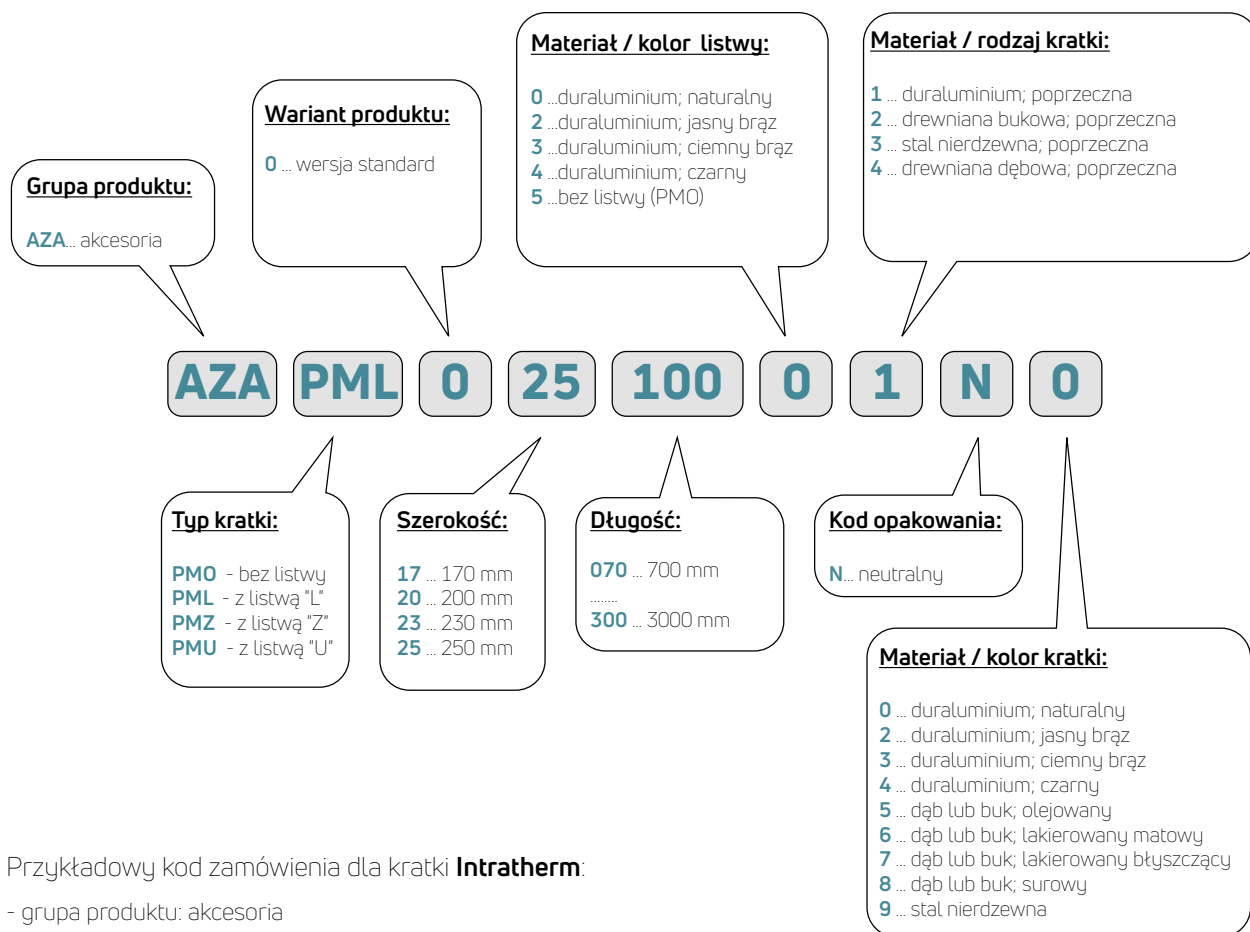 Grupa produktu:
AZA... akcesoria
Wariant produktu:
0 ... wersja standard
Materiał / kolor listwy:
0 ...duraluminium; naturalny
2 ...duraluminium; jasny brąz
3 ...duraluminium; ciemny brąz
4 ...duraluminium; czarny
5 ...bez listwy (PMO)
Materiał / rodzaj kratki:
1 ... duraluminium; poprzeczna
2 ... drewniana bukowa; poprzeczna
3 ... stal nierdzewna; poprzeczna
4 ... drewniana dębowa; poprzeczna
AZA PML 0 25 100 0 1 N 0
Typ kratki:
PMO - bez listwy
PML - z listwą "L"
PMZ - z listwą "Z"
PMU - z listwą "U"
Szerokość:
17 ... 170 mm
20 ... 200 mm
23 ... 230 mm
25 ... 250 mm
Długość:
070 ... 700 mm
.........
300 ... 3000 mm
Kod opakowania:
N... neutralny
Materiał / kolor kratki:
0 ... duraluminium; naturalny
2 ... duraluminium; jasny brąz
3 ... duraluminium; ciemny brąz
4 ... duraluminium; czarny
5 ... dąb lub buk; olejowany
6 ... dąb lub buk; lakierowany matowy
7 ... dąb lub buk; lakierowany błyszczący
8 ... dąb lub buk; surowy
9 ... stal nierdzewna
Przykładowy kod zamówienia dla kratki Intratherm:
- grupa produktu: akcesoria